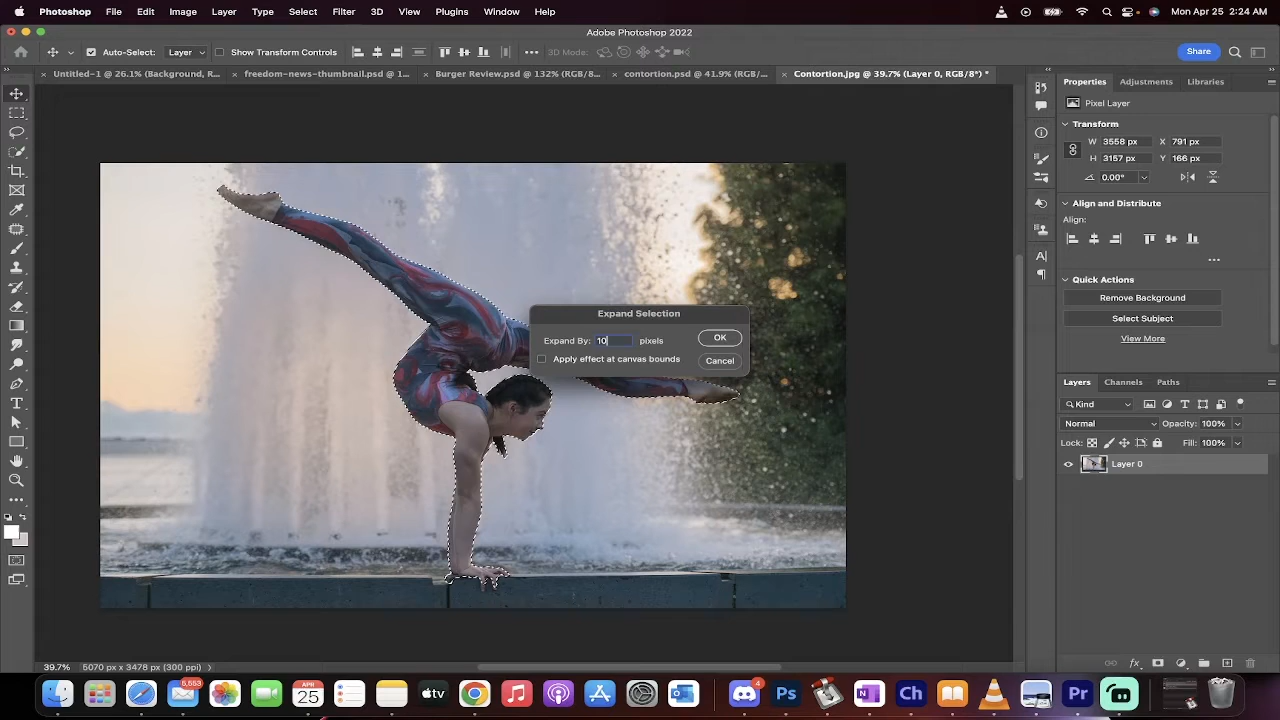 Photoshop File Edit Image Layer Type Select Filter 3D View Plugins Window Help Mon Apr 25 2:24 AM
Adobe Photoshop 2022
Auto-Select: Layer Show Transform Controls 3D Mode: Share
Untitled-1 @ 26.1% (Background, R... freedom-news-thumbnail.psd @ 1... Burger Review.psd @ 132% (RGB/8... contortion.psd @ 41.9% (RGB/... Contortion.jpg @ 39.7% (Layer 0, RGB/8*) *
Properties Adjustments Libraries
Pixel Layer
Transform
W 3558 px X 791 px
H 3157 px Y 166 px
0.00°
Align and Distribute
Align:
Quick Actions
Remove Background
Select Subject
View More
Expand Selection
Expand By: 10 pixels OK
Apply effect at canvas bounds Cancel
Layers Channels Paths
Kind
Normal Opacity: 100%
Lock: Fill: 100%
Layer 0
39.7% 5070 px x 3478 px (300 ppi)
5,553
APR
25
tv
4
Ps
N
Ch
Pr